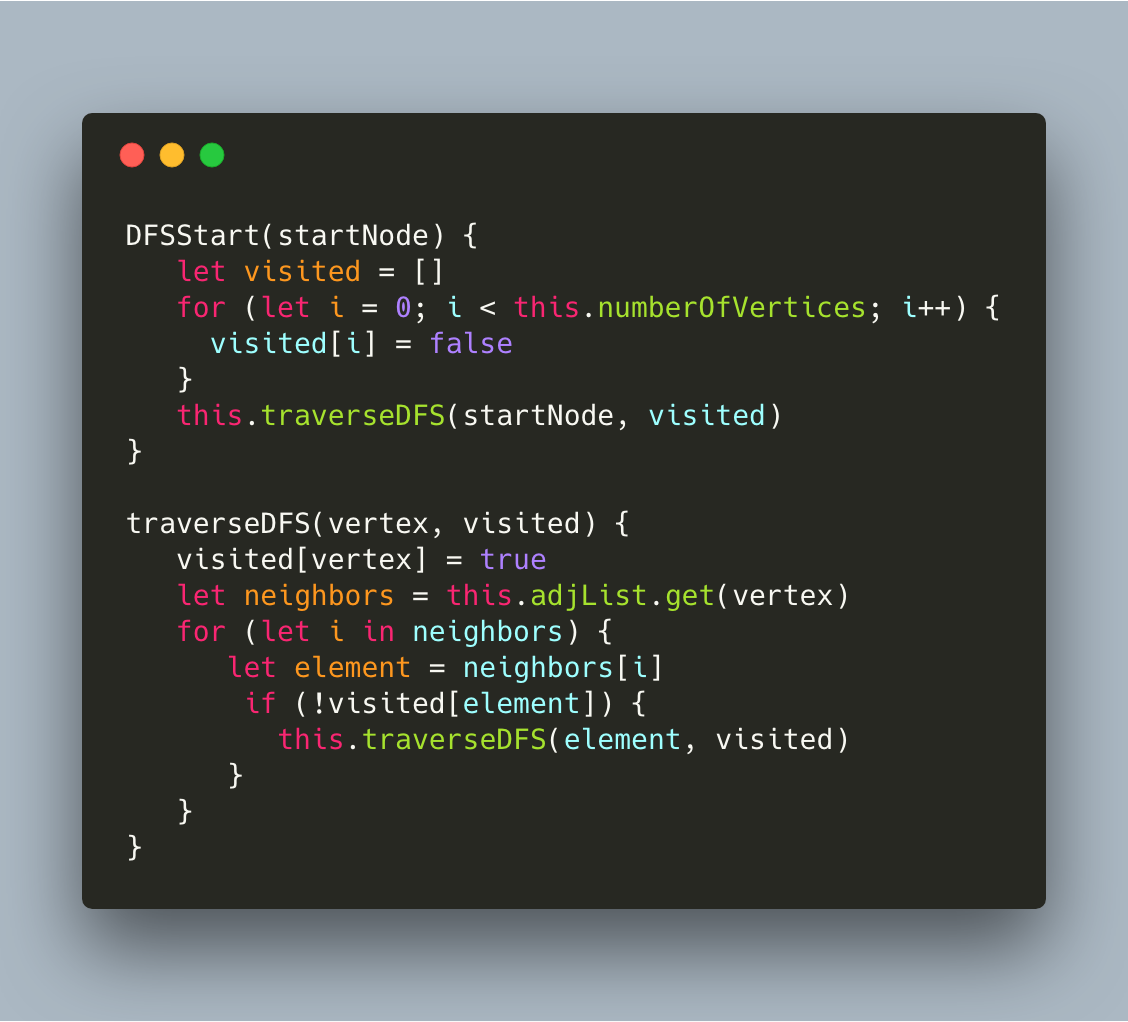 DFSStart(startNode) {
   let visited = []
   for (let i = 0; i < this.numberOfVertices; i++) {
     visited[i] = false
   }
   this.traverseDFS(startNode, visited)
}

traverseDFS(vertex, visited) {
   visited[vertex] = true
   let neighbors = this.adjList.get(vertex)
   for (let i in neighbors) {
      let element = neighbors[i]
       if (!visited[element]) {
         this.traverseDFS(element, visited)
      }
   }
}